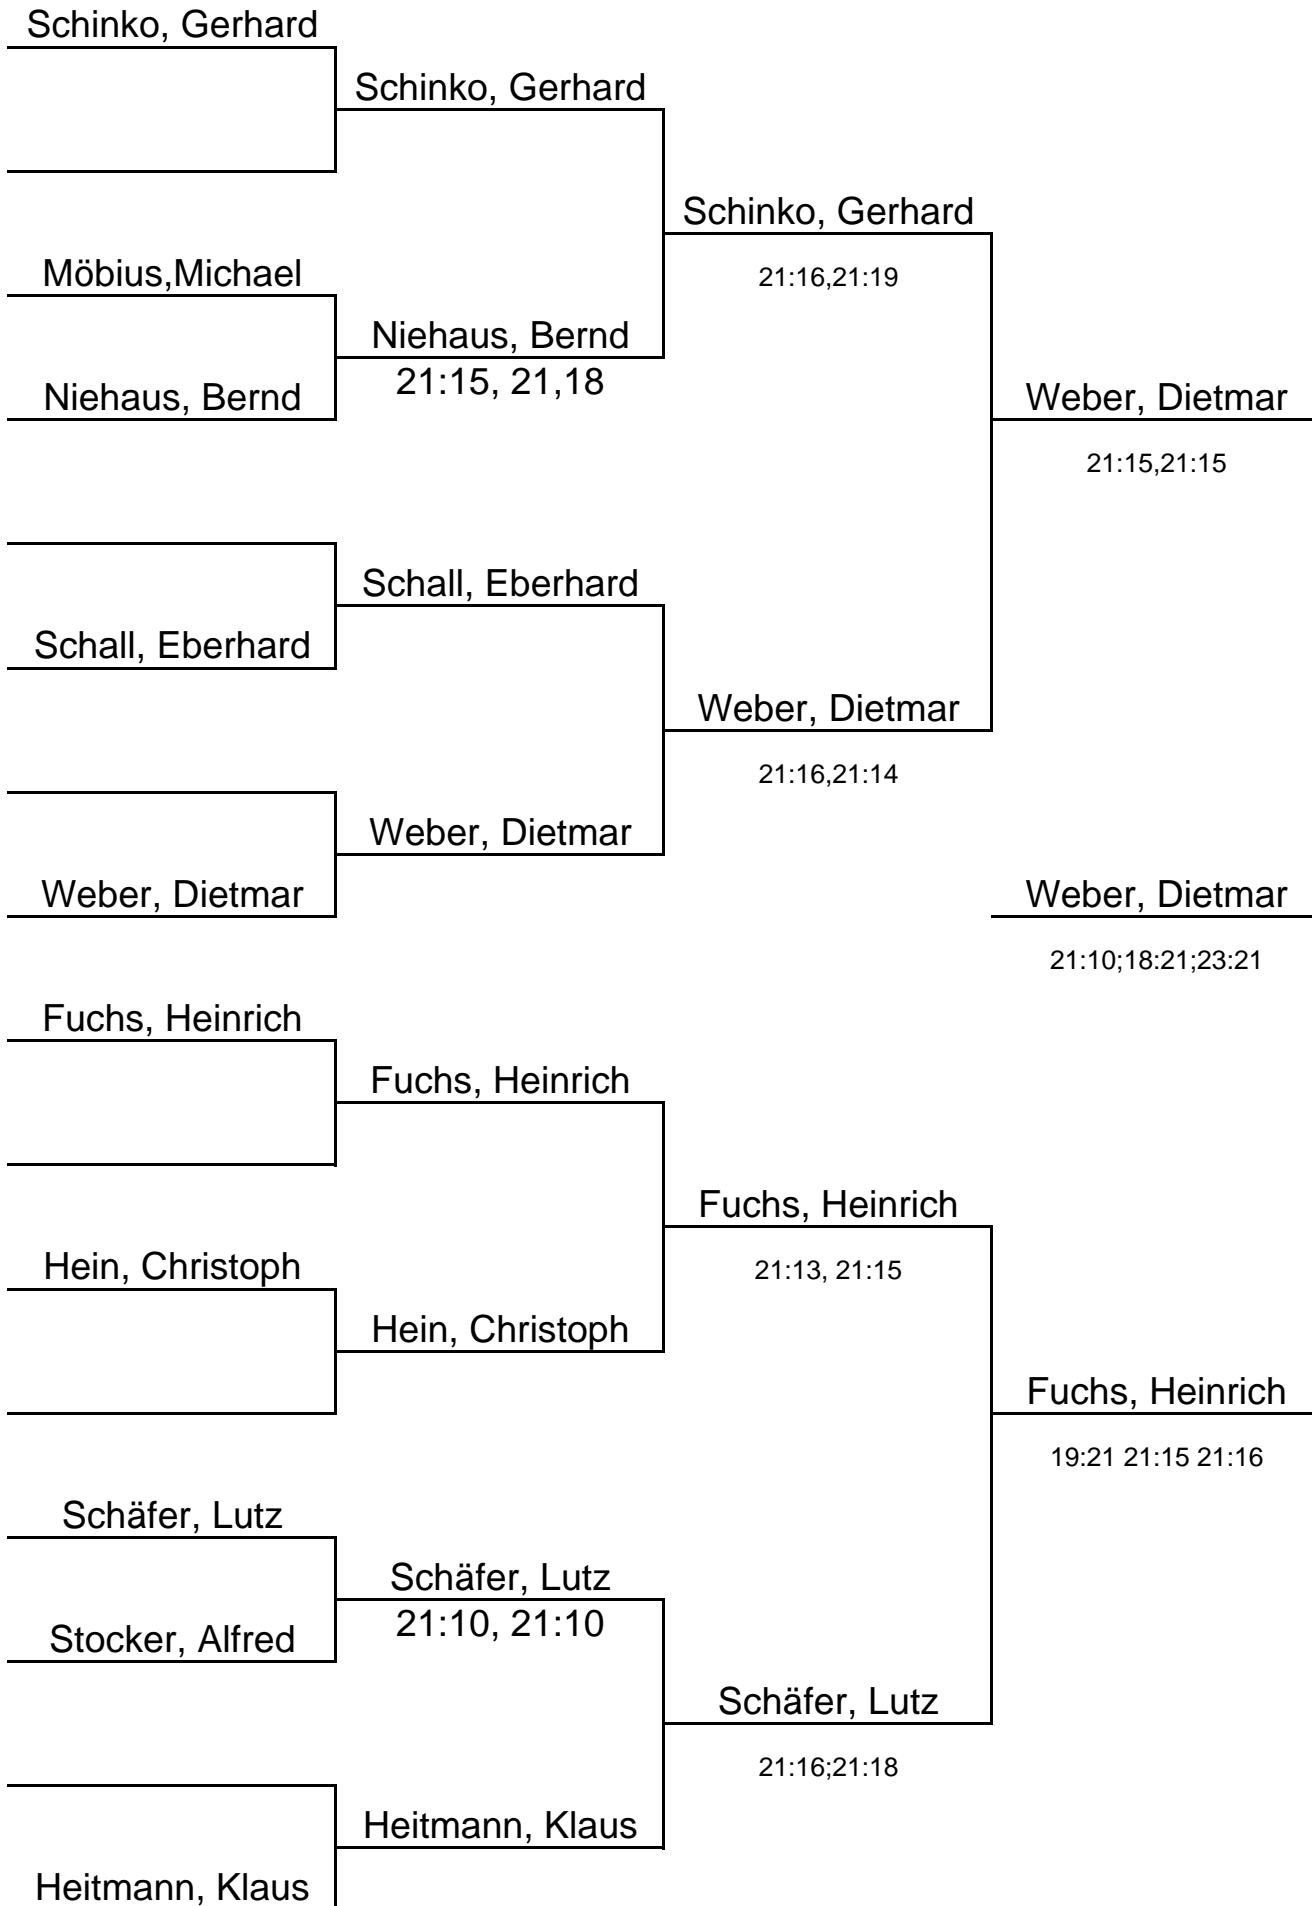 Schinko, Gerhard
Schinko, Gerhard
Schinko, Gerhard
Möbius,Michael
21:16,21:19
Niehaus, Bernd
21:15, 21,18
Niehaus, Bernd
Weber, Dietmar
21:15,21:15
Schall, Eberhard
Schall, Eberhard
Weber, Dietmar
21:16,21:14
Weber, Dietmar
Weber, Dietmar
Weber, Dietmar
21:10;18:21;23:21
Fuchs, Heinrich
Fuchs, Heinrich
Fuchs, Heinrich
Hein, Christoph
21:13, 21:15
Hein, Christoph
Fuchs, Heinrich
19:21 21:15 21:16
Schäfer, Lutz
Schäfer, Lutz
21:10, 21:10
Stocker, Alfred
Schäfer, Lutz
21:16;21:18
Heitmann, Klaus
Heitmann, Klaus